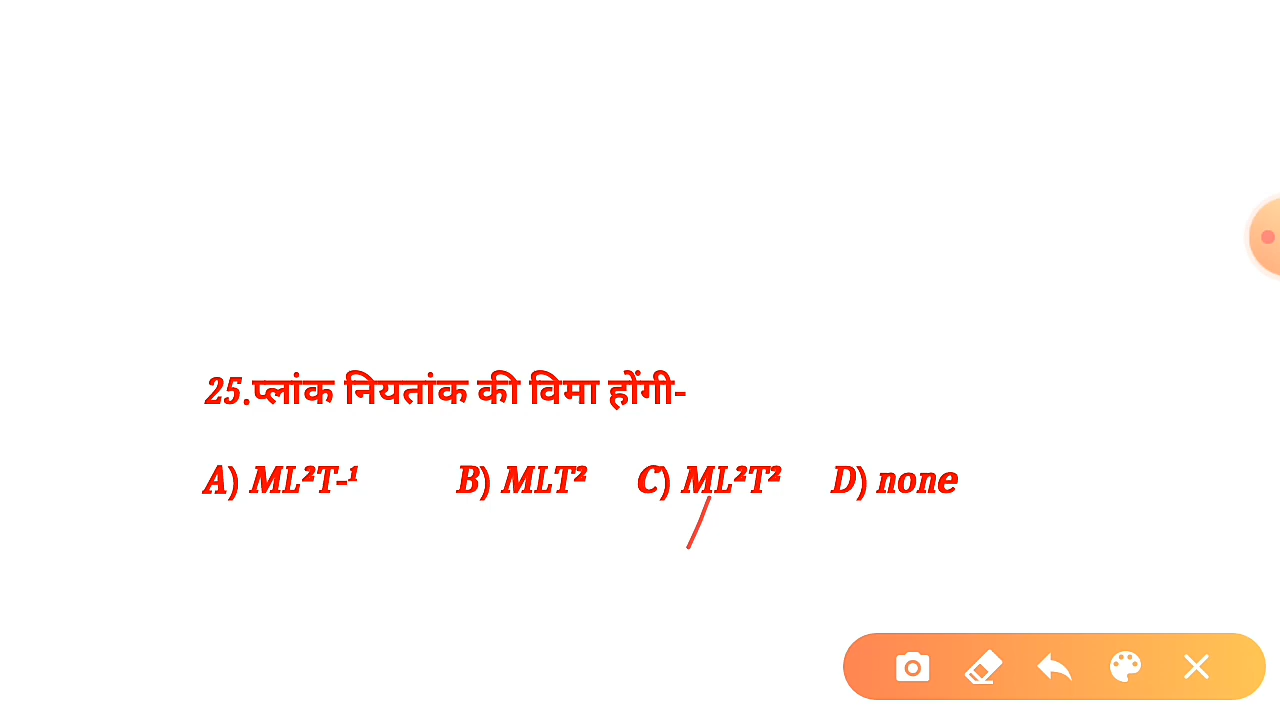 25.प्लांक नियतांक की विमा होंगी-
A) ML²T-¹ B) MLT² C) ML²T² D) none